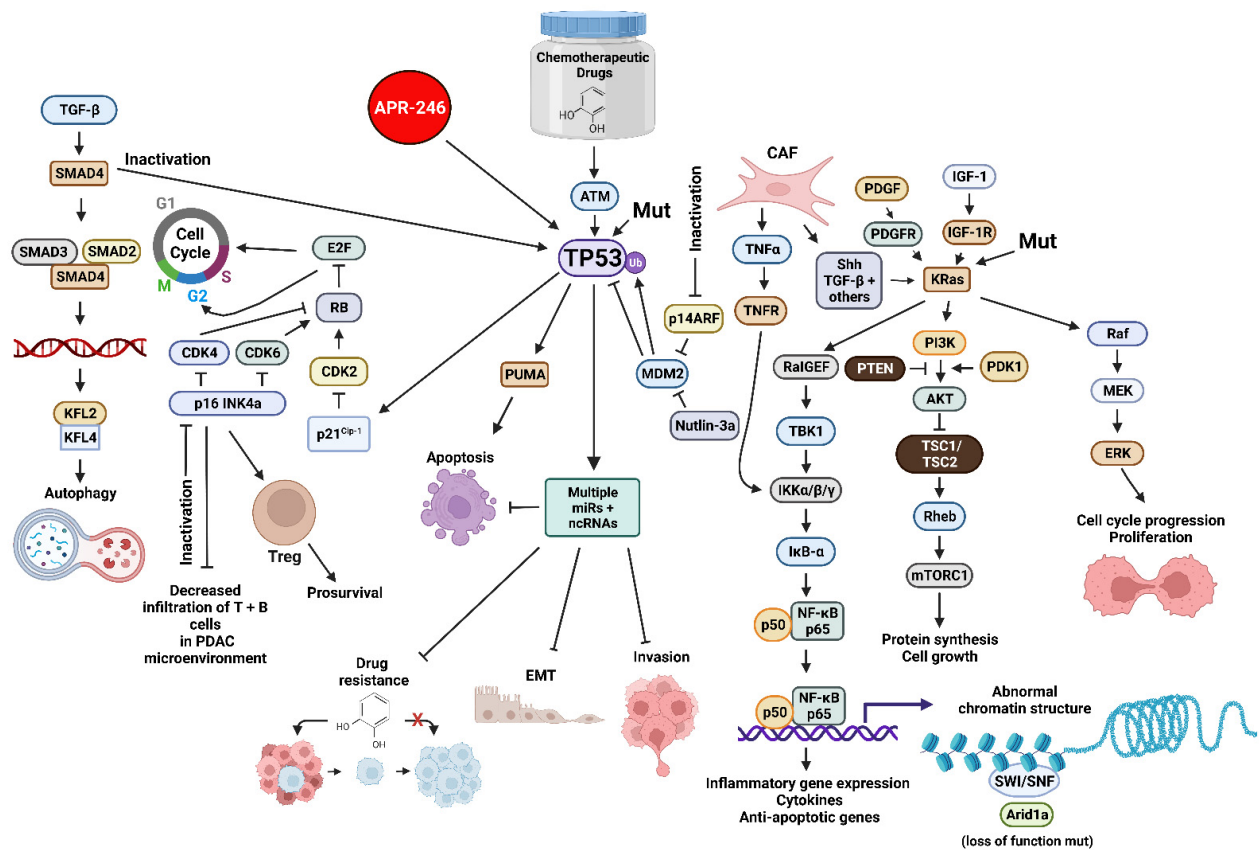 Chemotherapeutic
Drugs
HO
OH
APR-246
TGF-β
Inactivation
SMAD4
ATM
Mut
TP53
Ub
CAF
Inactivation
PDGF
IGF-1
PDGFR
IGF-1R
Mut
G1
Cell
Cycle
S
M
G2
E2F
SMAD3
SMAD2
SMAD4
TNFα
Shh
TGF-β +
others
KRas
RB
TNFR
p14ARF
Raf
CDK4
CDK6
CDK2
PUMA
MDM2
RalGEF
PTEN
PI3K
PDK1
p16 INK4a
AKT
MEK
KFL2
KFL4
p21Cip-1
Nutlin-3a
TBK1
TSC1/
TSC2
ERK
Apoptosis
Autophagy
Inactivation
Treg
Multiple
miRs +
ncRNAs
IKKα/β/γ
Rheb
Cell cycle progression
Proliferation
IκB-α
mTORC1
Decreased
infiltration of T + B
cells
in PDAC
microenvironment
Prosurvival
p50
NF-κB
p65
Protein synthesis
Cell growth
Drug
resistance
HO
OH
X
EMT
Invasion
p50
NF-κB
p65
Abnormal
chromatin structure
SWI/SNF
Arid1a
(loss of function mut)
Inflammatory gene expression
Cytokines
Anti-apoptotic genes